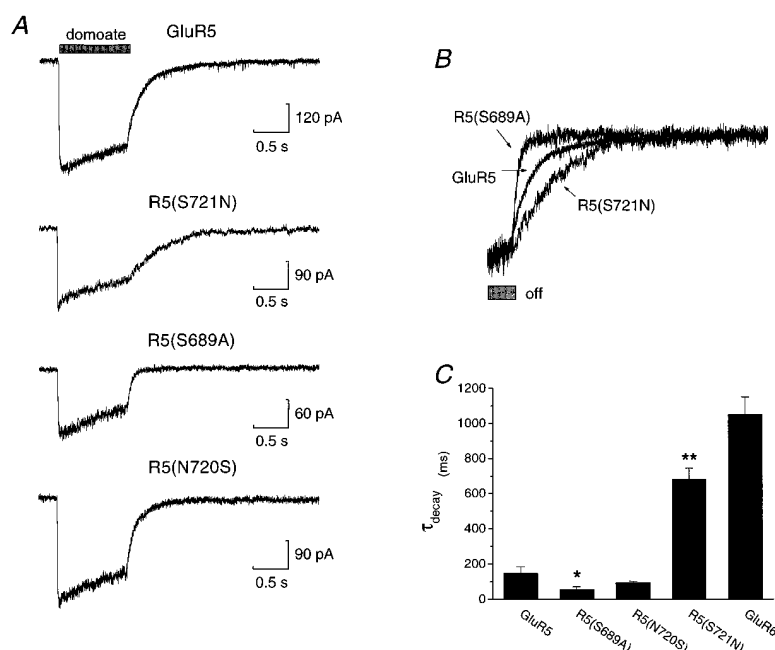 A
domoate
GluR5
120 pA
0.5 s
R5(S721N)
90 pA
0.5 s
R5(S689A)
60 pA
0.5 s
R5(N720S)
90 pA
0.5 s
B
R5(S689A)
GluR5
R5(S721N)
off
C
1200
1000
800
600
400
200
0
τdecay (ms)
*
**
GluR5
R5(S689A)
R5(N720S)
R5(S721N)
GluR6